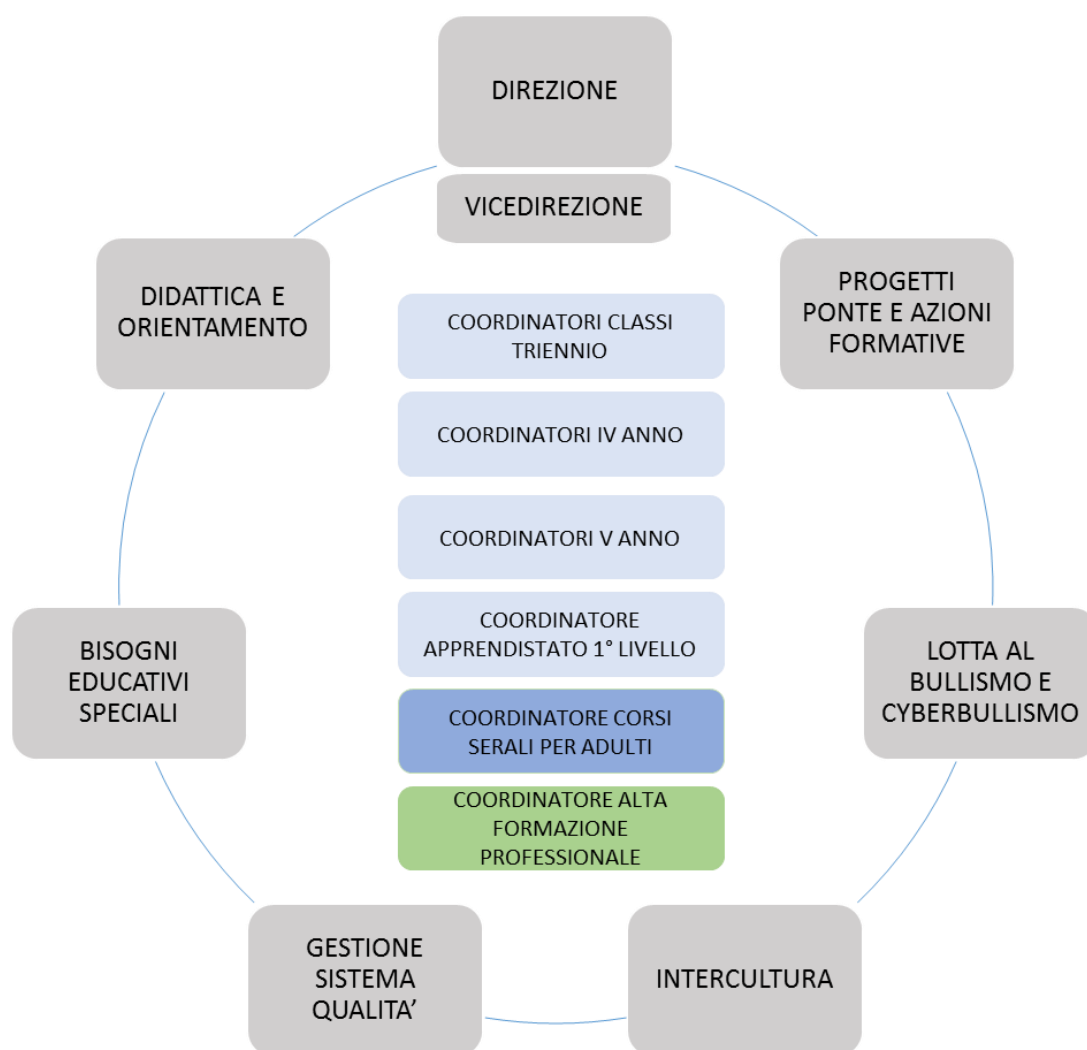 DIREZIONE
VICEDIREZIONE
DIDATTICA E
ORIENTAMENTO
PROGETTI
PONTE E AZIONI
FORMATIVE
COORDINATORI CLASSI
TRIENNIO
COORDINATORI IV ANNO
COORDINATORI V ANNO
COORDINATORE
APPRENDISTATO 1° LIVELLO
BISOGNI
EDUCATIVI
SPECIALI
LOTTA AL
BULLISMO E
CYBERBULLISMO
COORDINATORE CORSI
SERALI PER ADULTI
COORDINATORE ALTA
FORMAZIONE
PROFESSIONALE
GESTIONE
SISTEMA
QUALITA’
INTERCULTURA